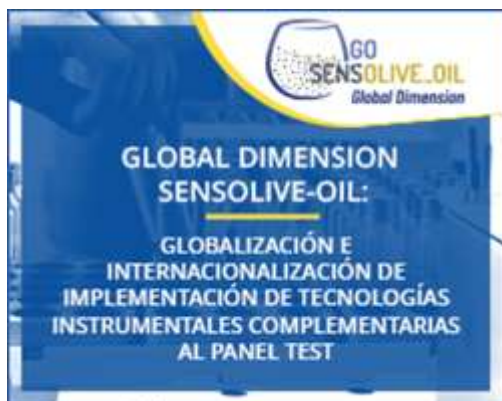 GO
SENSOLIVE.OIL
Global Dimension
GLOBAL DIMENSION
SENSOLIVE-OIL:
GLOBALIZACIÓN E
INTERNACIONALIZACIÓN DE
IMPLEMENTACIÓN DE TECNOLOGÍAS
INSTRUMENTALES COMPLEMENTARIAS
AL PANEL TEST